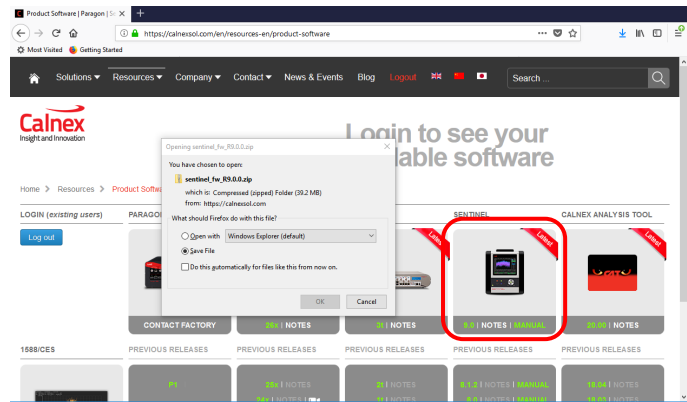 Product Software | Paragon | S
https://calnexsol.com/en/resources-en/product-software
Most Visited Getting Started
Solutions Resources Company Contact News & Events Blog Logout Search ...
Calnex
Insight and Innovation
Login to see your
lable software
Home > Resources > Product Softwa
Opening sentinel_fw_R9.0.0.zip
You have chosen to open:
sentinel_fw_R9.0.0.zip
which is: Compressed (zipped) Folder (39.2 MB)
from: https://calnexsol.com
What should Firefox do with this file?
Open with Windows Explorer (default)
Save File
Do this automatically for files like this from now on.
OK Cancel
LOGIN (existing users) PARAGO SENTINEL CALNEX ANALYSIS TOOL
Log out
Latest Latest Latest
CAT
CONTACT FACTORY 26x | NOTES 31 | NOTES 9.0 | NOTES | MANUAL 20.00 | NOTES
1588/CES PREVIOUS RELEASES PREVIOUS RELEASES PREVIOUS RELEASES PREVIOUS RELEASES PREVIOUS RELEASES
P1 25x | NOTES 31 | NOTES 8.1.2 | NOTES | MANUAL 18.04 | NOTES